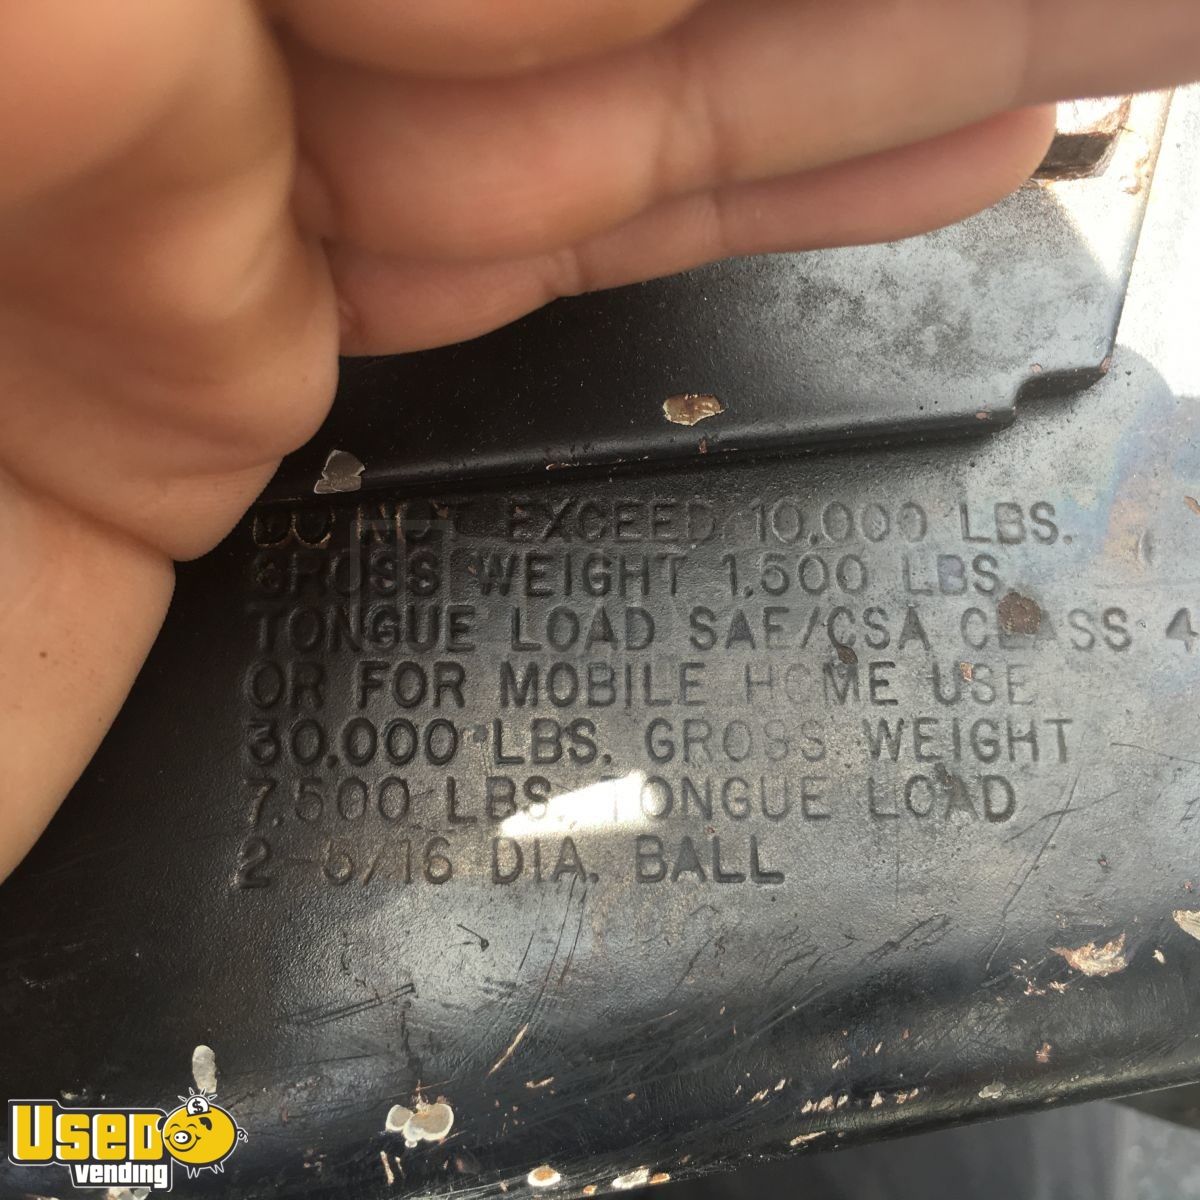 DO NOT EXCEED 10,000 LBS.
GROSS WEIGHT 1,500 LBS.
TONGUE LOAD SAE/CSA CLASS 4
OR FOR MOBILE HOME USE
30,000 LBS. GROSS WEIGHT
7,500 LBS. TONGUE LOAD
2-5/16 DIA. BALL
USED
vending